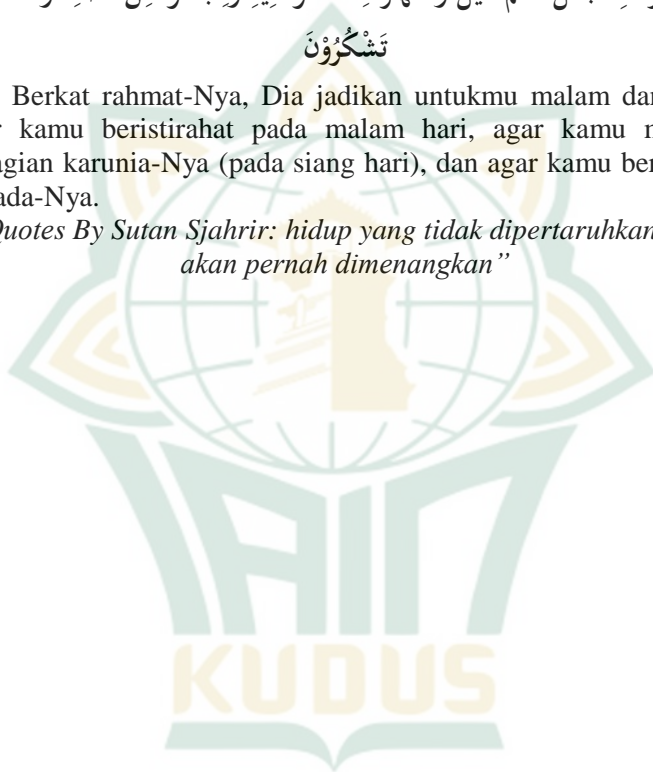 تَشْكُرُوْنَ
Berkat rahmat-Nya, Dia jadikan untukmu malam dan
r kamu beristirahat pada malam hari, agar kamu m
agian karunia-Nya (pada siang hari), dan agar kamu ber
ada-Nya.
Quotes By Sutan Sjahrir: hidup yang tidak dipertaruhkan
akan pernah dimenangkan”
IAIN
KUDUS